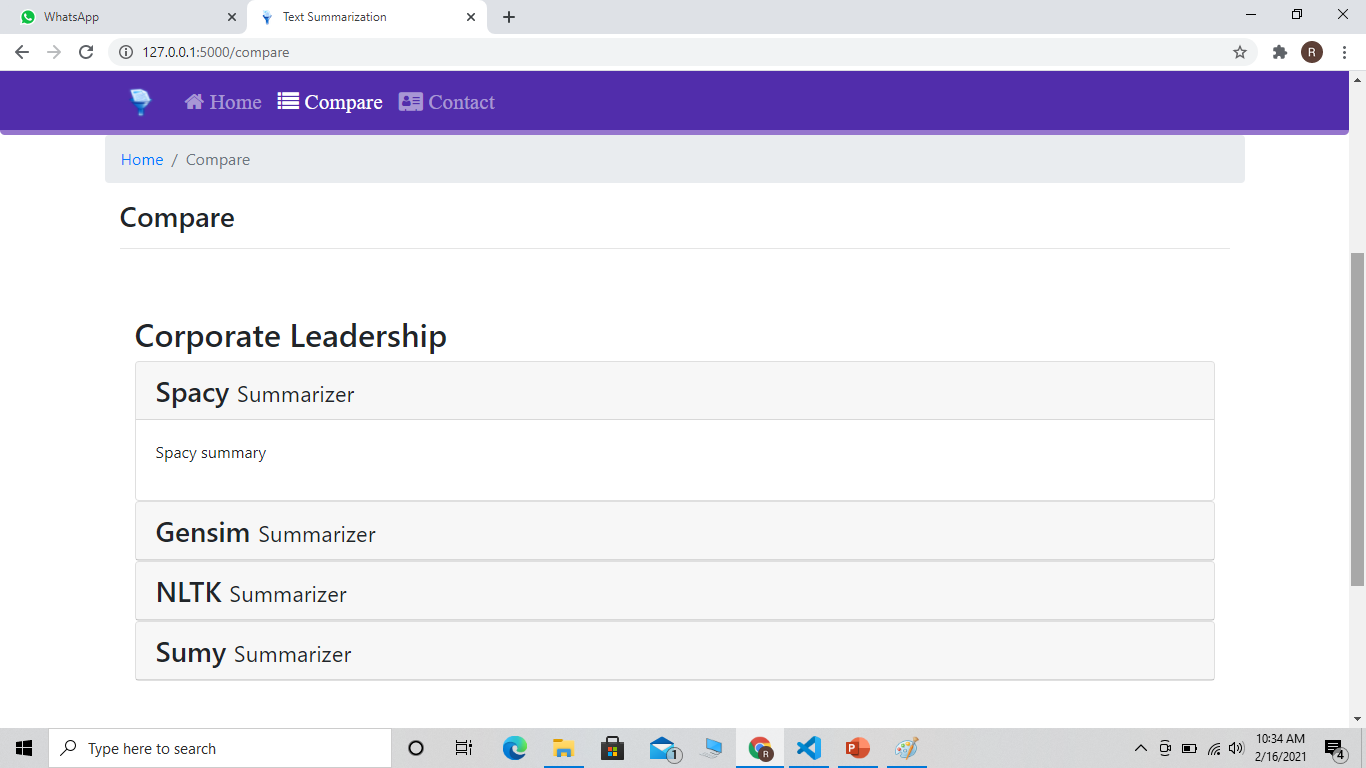 WhatsApp
Text Summarization
127.0.0.1:5000/compare
R
Home Compare Contact
Home / Compare
Compare
Corporate Leadership
Spacy Summarizer
Spacy summary
Gensim Summarizer
NLTK Summarizer
Sumy Summarizer
Type here to search
1
R
10:34 AM
2/16/2021
4